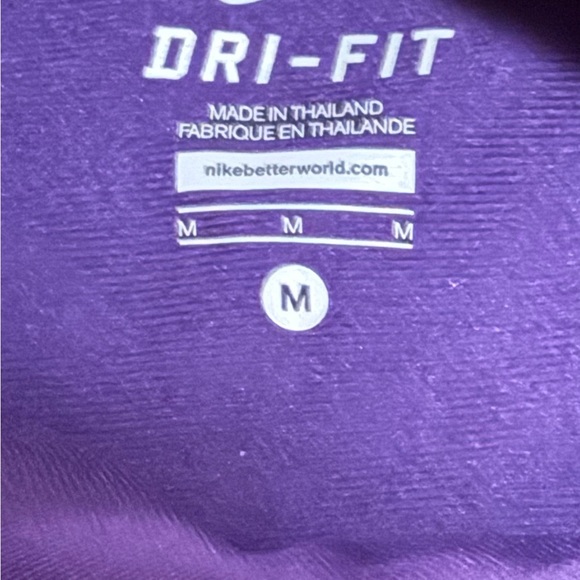 DRI-FIT
MADE IN THAILAND
FABRIQUE EN THAILANDE
nikebetterworld.com
M M M
M